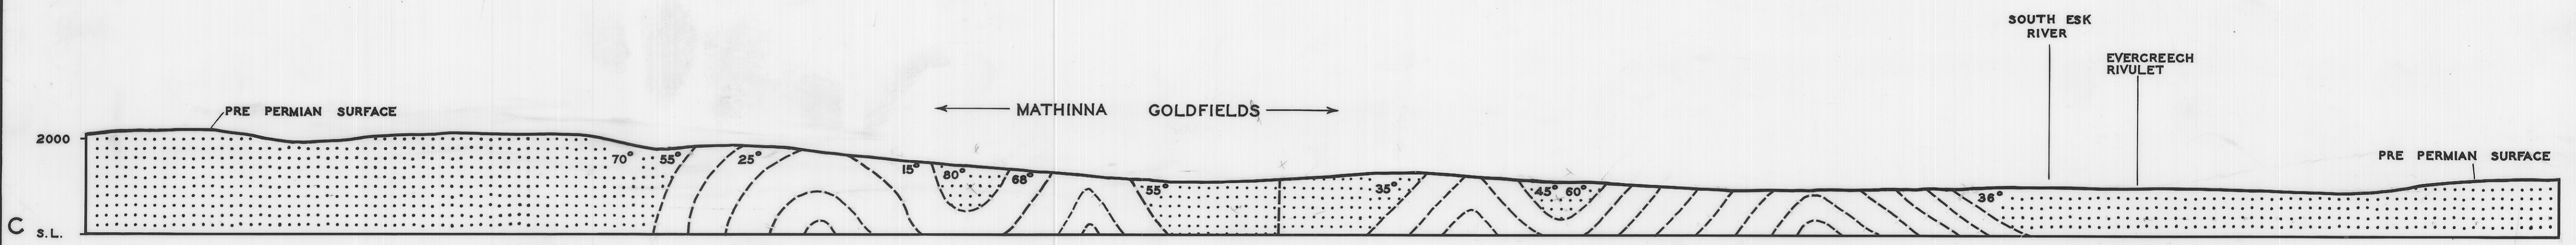 SOUTH ESK
RIVER
EVERCREECH
RIVULET
PRE PERMIAN SURFACE
← MATHINNA GOLDFIELDS →
2000
PRE PERMIAN SURFACE
70° 55° 25° 15° 80° 68° 55° 35° 45° 60° 36°
C S.L.